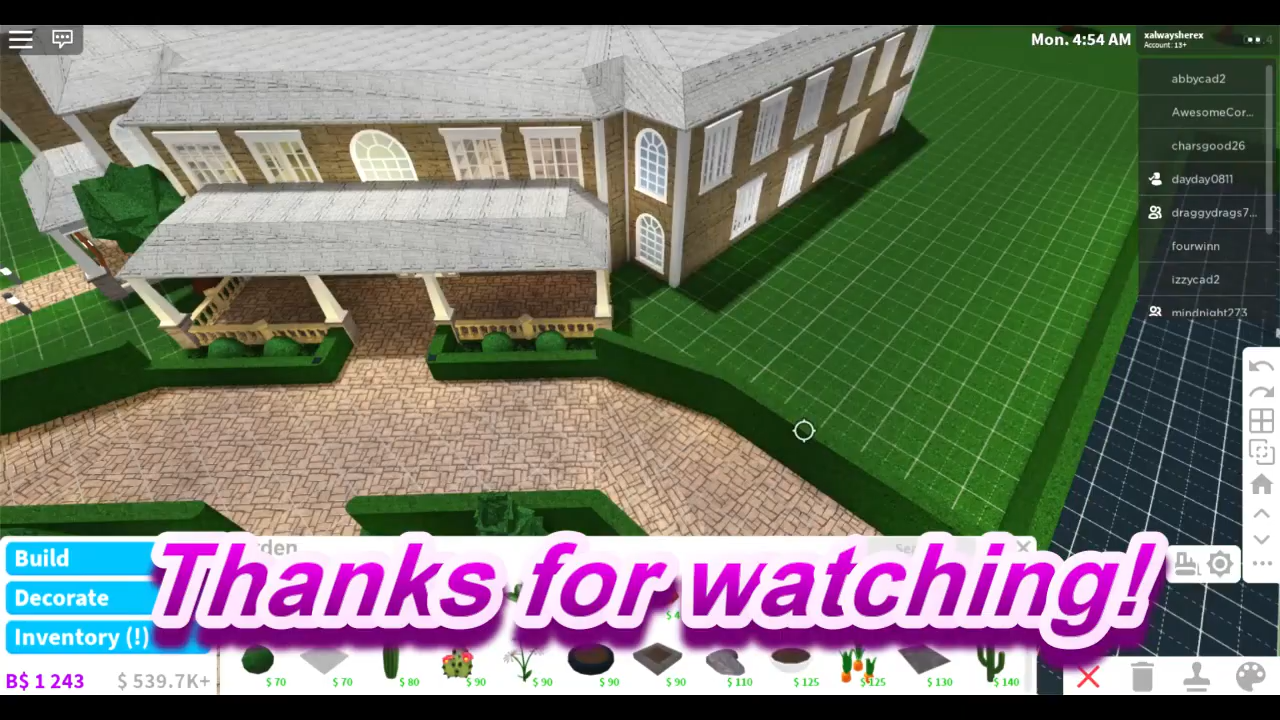 Mon. 4:54 AM
xalwaysherex
Account: 13+
abbycad2
AwesomeCor...
charsgood26
dayday0811
draggydrags7...
fourwinn
izzycad2
mindnight273
Build
Decorate
Inventory (!)
Thanks for watching!
B$ 1 243
$ 539.7K+
$ 70
$ 70
$ 80
$ 90
$ 90
$ 90
$ 90
$ 110
$ 125
$ 125
$ 130
$ 140